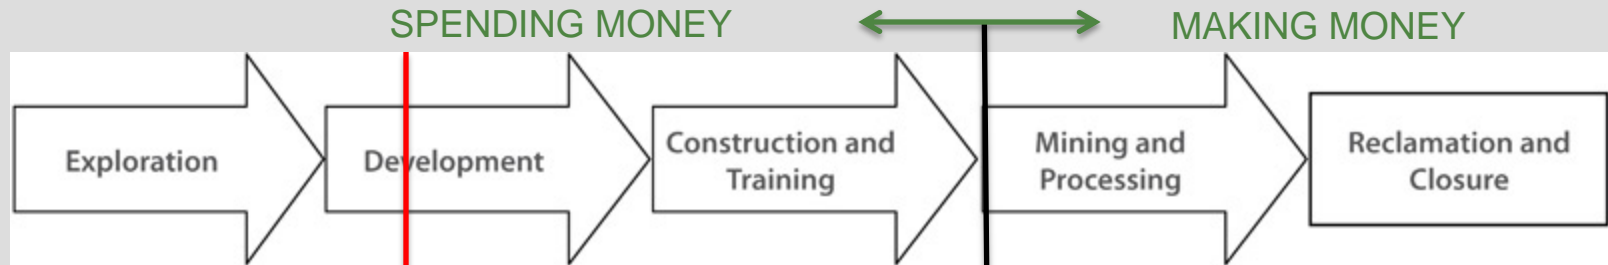 SPENDING MONEY
MAKING MONEY
Exploration
Development
Construction and
Training
Mining and
Processing
Reclamation and
Closure